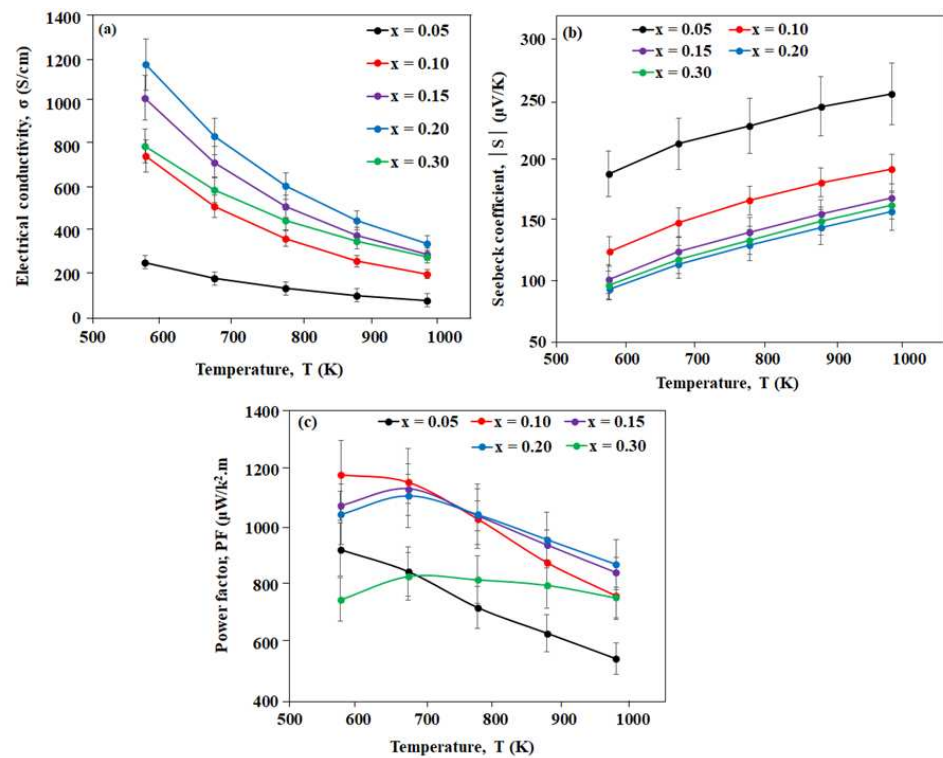 (a)
x = 0.05
x = 0.10
x = 0.15
x = 0.20
x = 0.30
1400
1200
1000
800
600
400
200
0
500 600 700 800 900 1000
Electrical conductivity, σ (S/cm)
Temperature, T (K)
(b)
x = 0.05 x = 0.10
x = 0.15 x = 0.20
x = 0.30
300
250
200
150
100
50
500 600 700 800 900 1000
Seebeck coefficient, |S| (µV/K)
Temperature, T (K)
(c)
x = 0.05 x = 0.10 x = 0.15
x = 0.20 x = 0.30
1400
1200
1000
800
600
400
500 600 700 800 900 1000
Power factor, PF (µW/k².m)
Temperature, T (K)